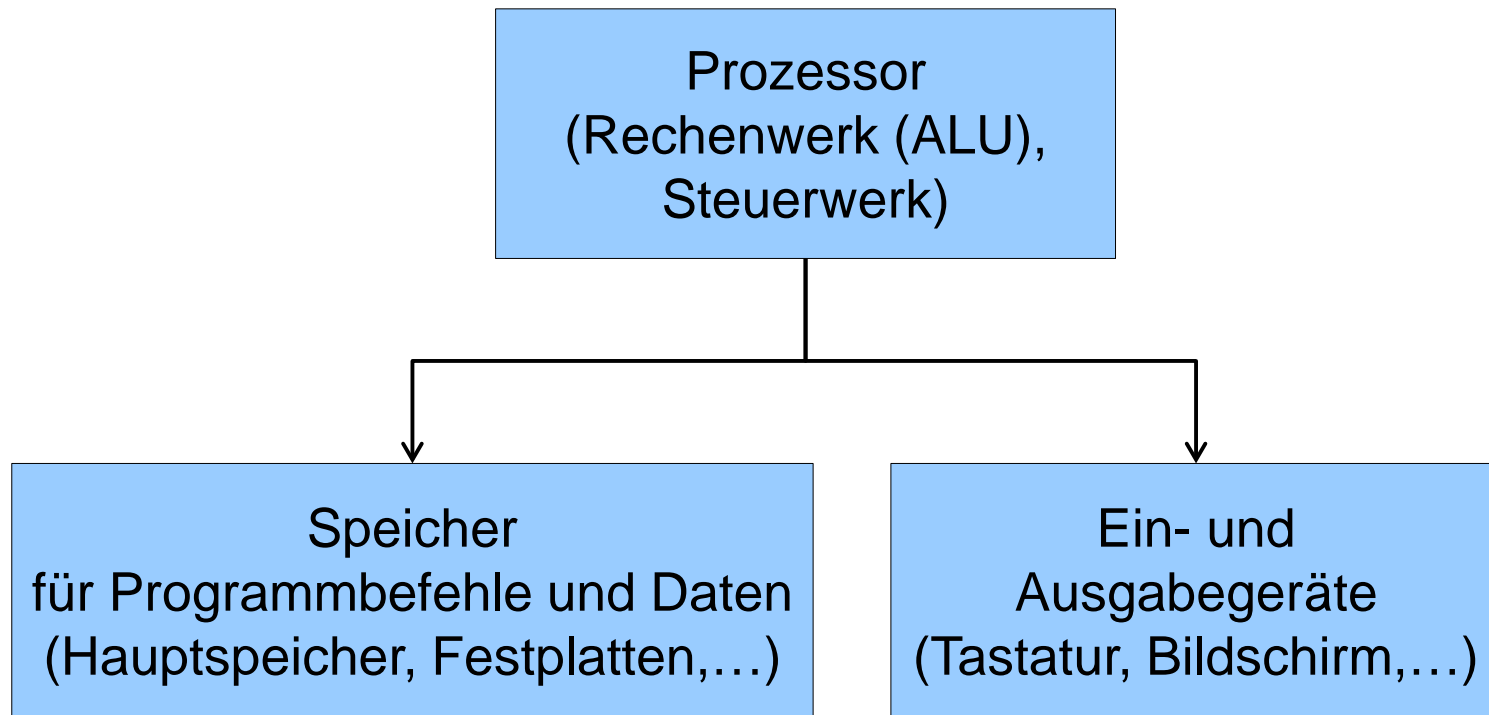 Prozessor
(Rechenwerk (ALU),
Steuerwerk)
Speicher
für Programmbefehle und Daten
(Hauptspeicher, Festplatten,…)
Ein- und
Ausgabegeräte
(Tastatur, Bildschirm,…)